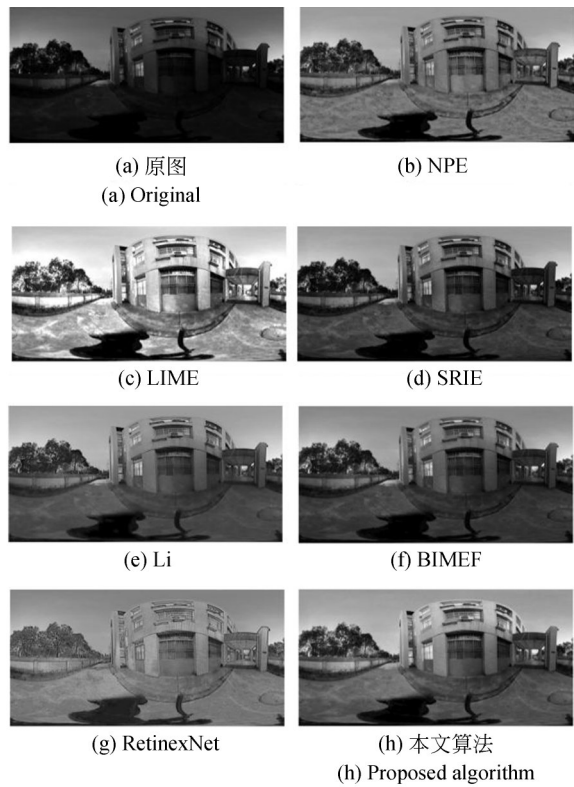 (a) 原图
(a) Original
(b) NPE
(c) LIME
(d) SRIE
(e) Li
(f) BIMEF
(g) RetinexNet
(h) 本文算法
(h) Proposed algorithm